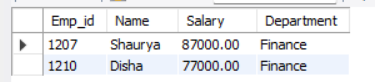 Emp_id Name Salary Department
1207 Shaurya 87000.00 Finance
1210 Disha 77000.00 Finance